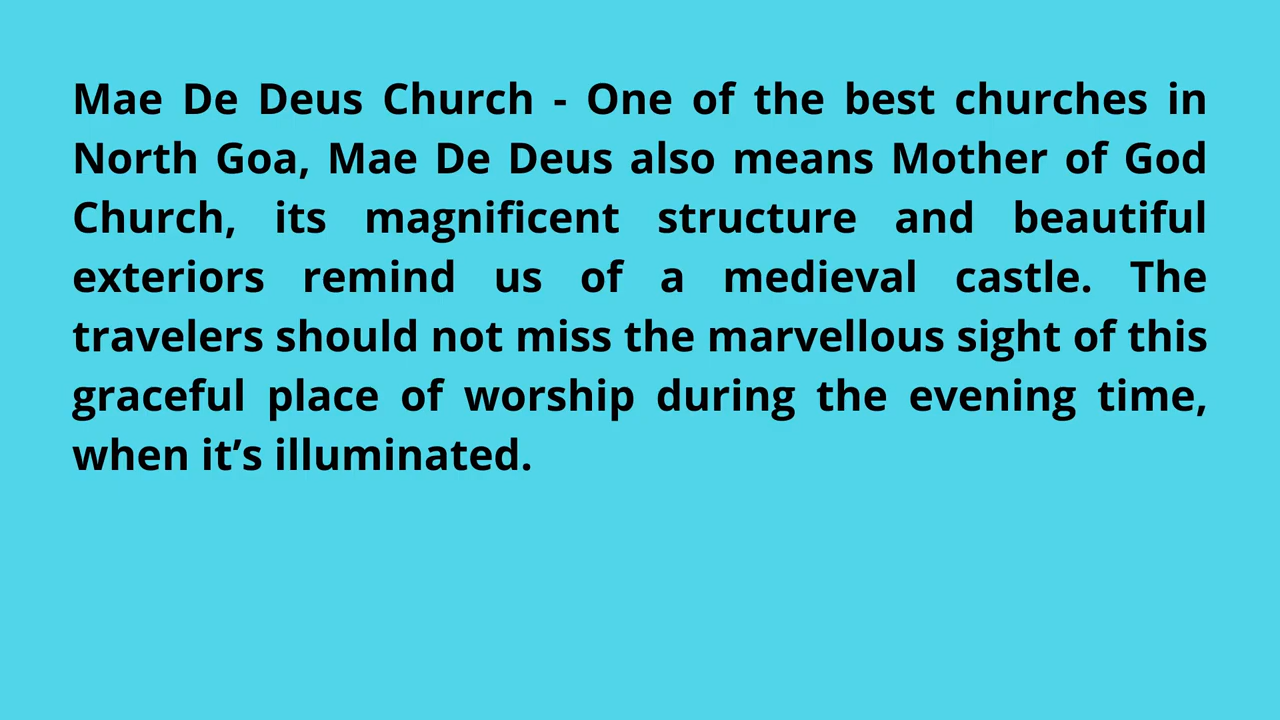 Mae De Deus Church - One of the best churches in
North Goa, Mae De Deus also means Mother of God
Church, its magnificent structure and beautiful
exteriors remind us of a medieval castle. The
travelers should not miss the marvellous sight of this
graceful place of worship during the evening time,
when it’s illuminated.